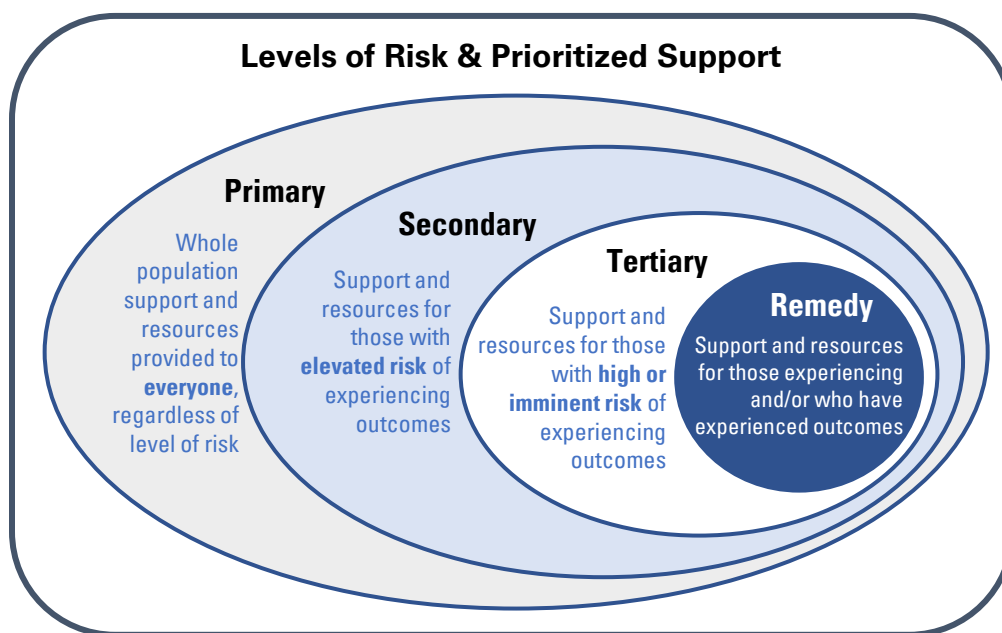 Levels of Risk & Prioritized Support
Primary
Whole
population
support and
resources
provided to
everyone,
regardless of
level of risk
Secondary
Support and
resources for
those with
elevated risk of
experiencing
outcomes
Tertiary
Support and
resources for those
with high or
imminent risk of
experiencing
outcomes
Remedy
Support and resources
for those experiencing
and/or who have
experienced outcomes